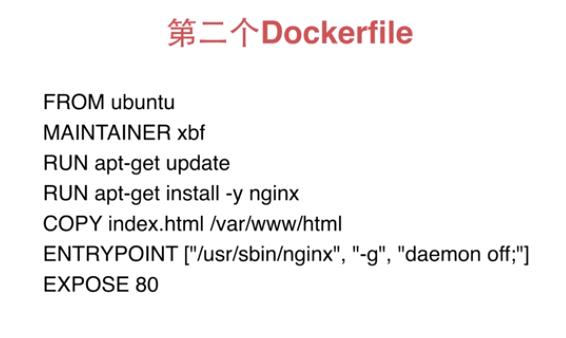 第二个Dockerfile
FROM ubuntu
MAINTAINER xbf
RUN apt-get update
RUN apt-get install -y nginx
COPY index.html /var/www/html
ENTRYPOINT ["/usr/sbin/nginx", "-g", "daemon off;"]
EXPOSE 80